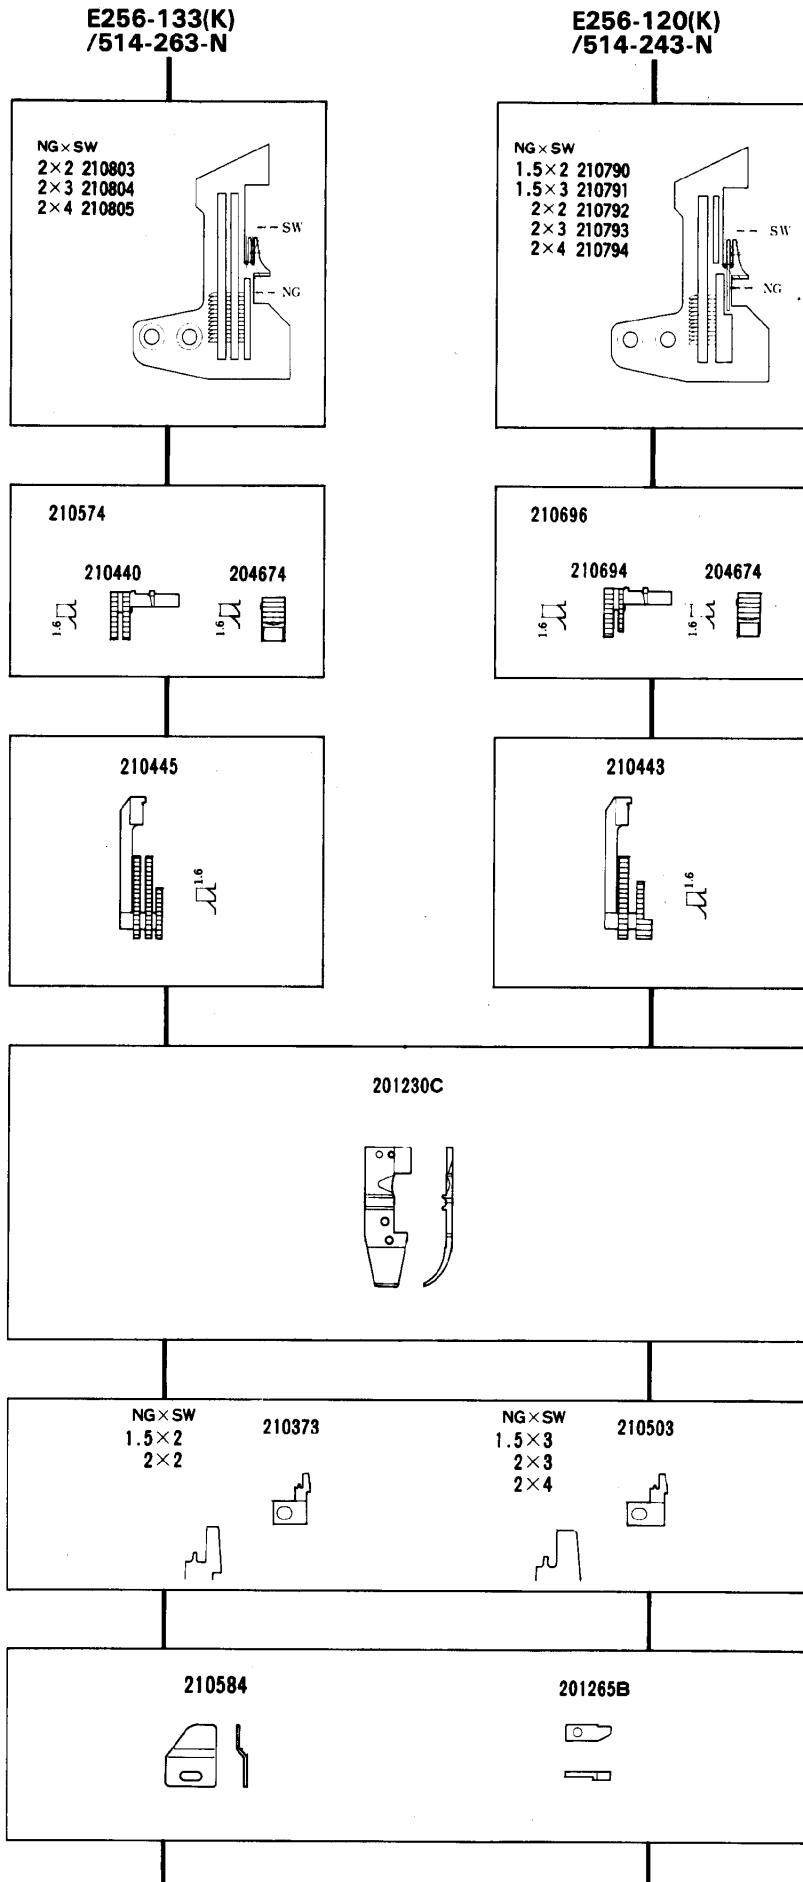 E256-133(K)
/514-263-N
E256-120(K)
/514-243-N
NG×SW
2×2 210803
2×3 210804
2×4 210805
SW
NG
NG×SW
1.5×2 210790
1.5×3 210791
2×2 210792
2×3 210793
2×4 210794
SW
NG
210574
210440
204674
1.6
1.6
210696
210694
204674
1.6
1.6
210445
1.6
210443
1.6
201230C
NG×SW
1.5×2
2×2
210373
NG×SW
1.5×3
2×3
2×4
210503
210584
201265B